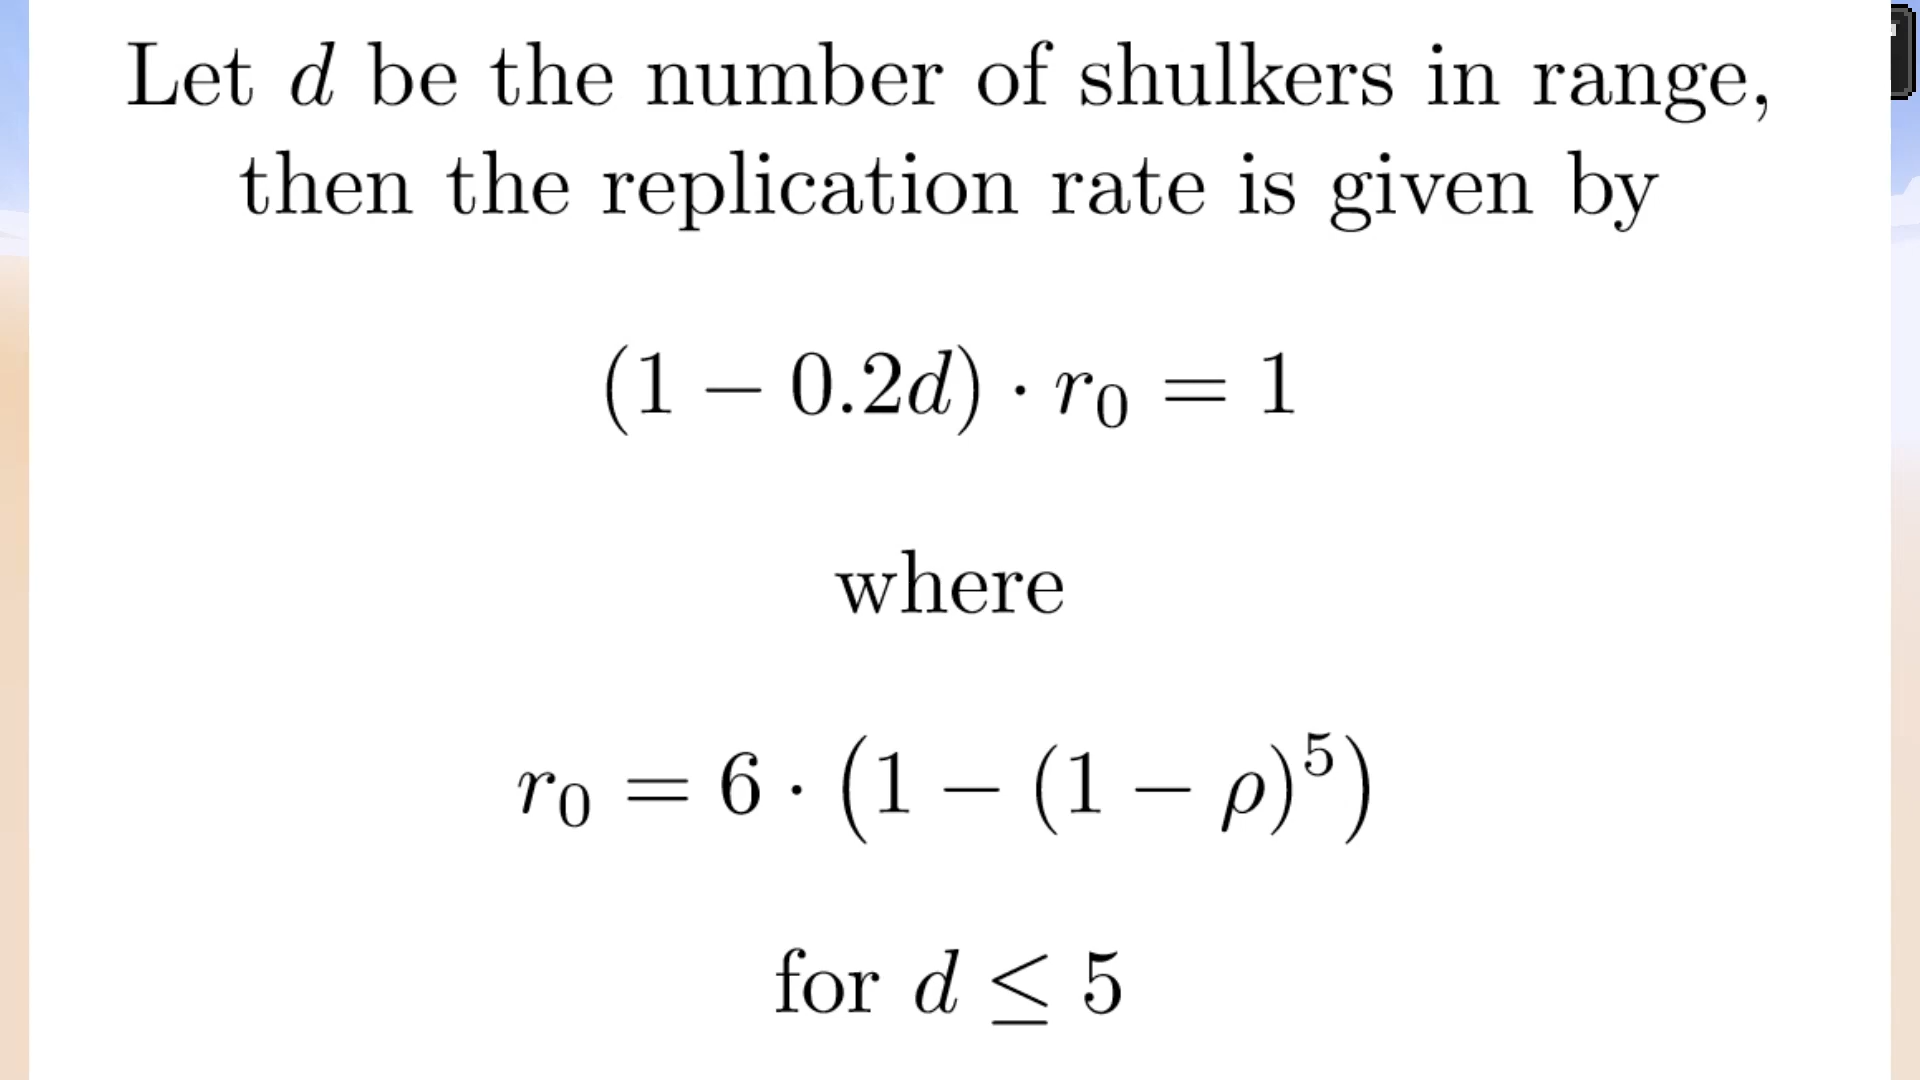 Let d be the number of shulkers in range,
then the replication rate is given by
(1 − 0.2d) · r₀ = 1
where
r₀ = 6 · (1 − (1 − ρ)⁵)
for d ≤ 5